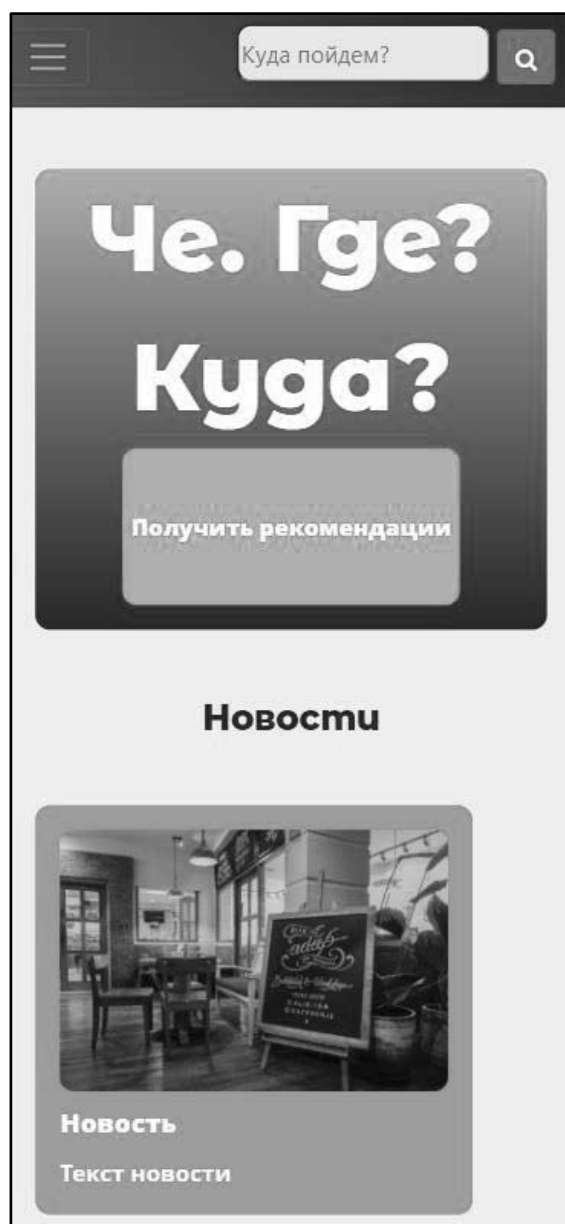 Куда пойдем?
Че. Где?
Куда?
Получить рекомендации
Новости
Новость
Текст новости